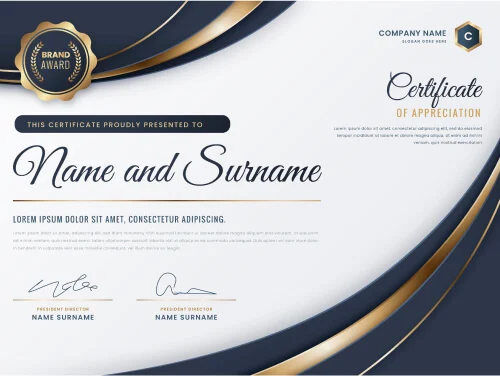 BRAND
AWARD
COMPANY NAME
SLOGAN GOES HERE
C
Certificate
OF APPRECIATION
lorem ipsum dolor sit amet, consectetur adipiscing elit, sed do eiusmod
tempor incididunt ut labore et dolore magna aliqua. ut enim ad minim
veniam, quis nostrud exercitation
THIS CERTIFICATE PROUDLY PRESENTED TO
Name and Surname
LOREM IPSUM DOLOR SIT AMET, CONSECTETUR ADIPISCING.
PRESIDENT DIRECTOR
NAME SURNAME
PRESIDENT DIRECTOR
NAME SURNAME